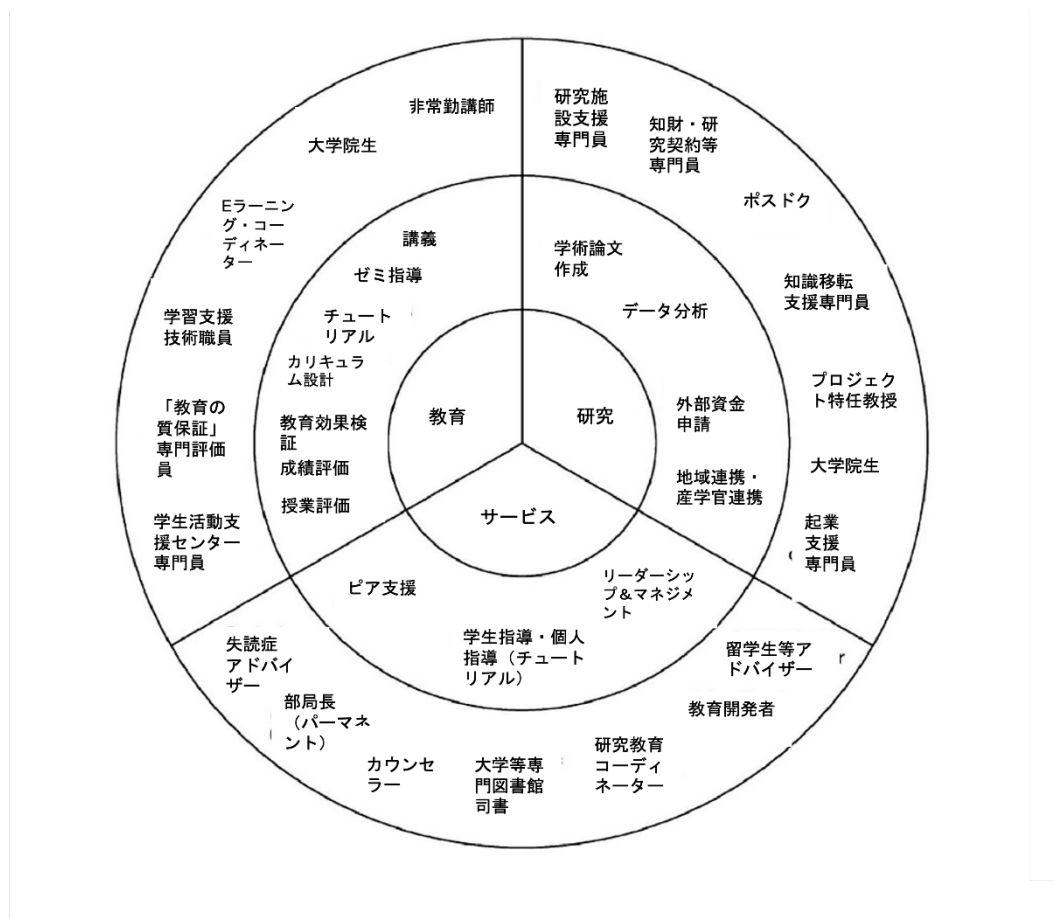 非常勤講師
大学院生
Eラーニン
グ・コー
ディネー
ター
学習支援
技術職員
「教育の
質保証」
専門評価
員
学生活動支
援センター
専門員
研究施
設支援
専門員
知財・研
究契約等
専門員
ポスドク
知識移転
支援専門員
プロジェク
ト特任教授
大学院生
起業
支援
専門員
講義
ゼミ指導
チュート
リアル
カリキュラ
ム設計
教育効果検
証
成績評価
授業評価
学術論文
作成
データ分析
外部資金
申請
地域連携・
産学官連携
教育
研究
サービス
ピア支援
リーダーシッ
プ＆マネジメ
ント
学生指導・個人
指導（チュート
リアル）
失読症
アドバイ
ザー
部局長
（パーマネ
ント）
カウンセ
ラー
大学等専
門図書館
司書
研究教育
コーディ
ネーター
教育開発者
留学生等ア
ドバイザー
r